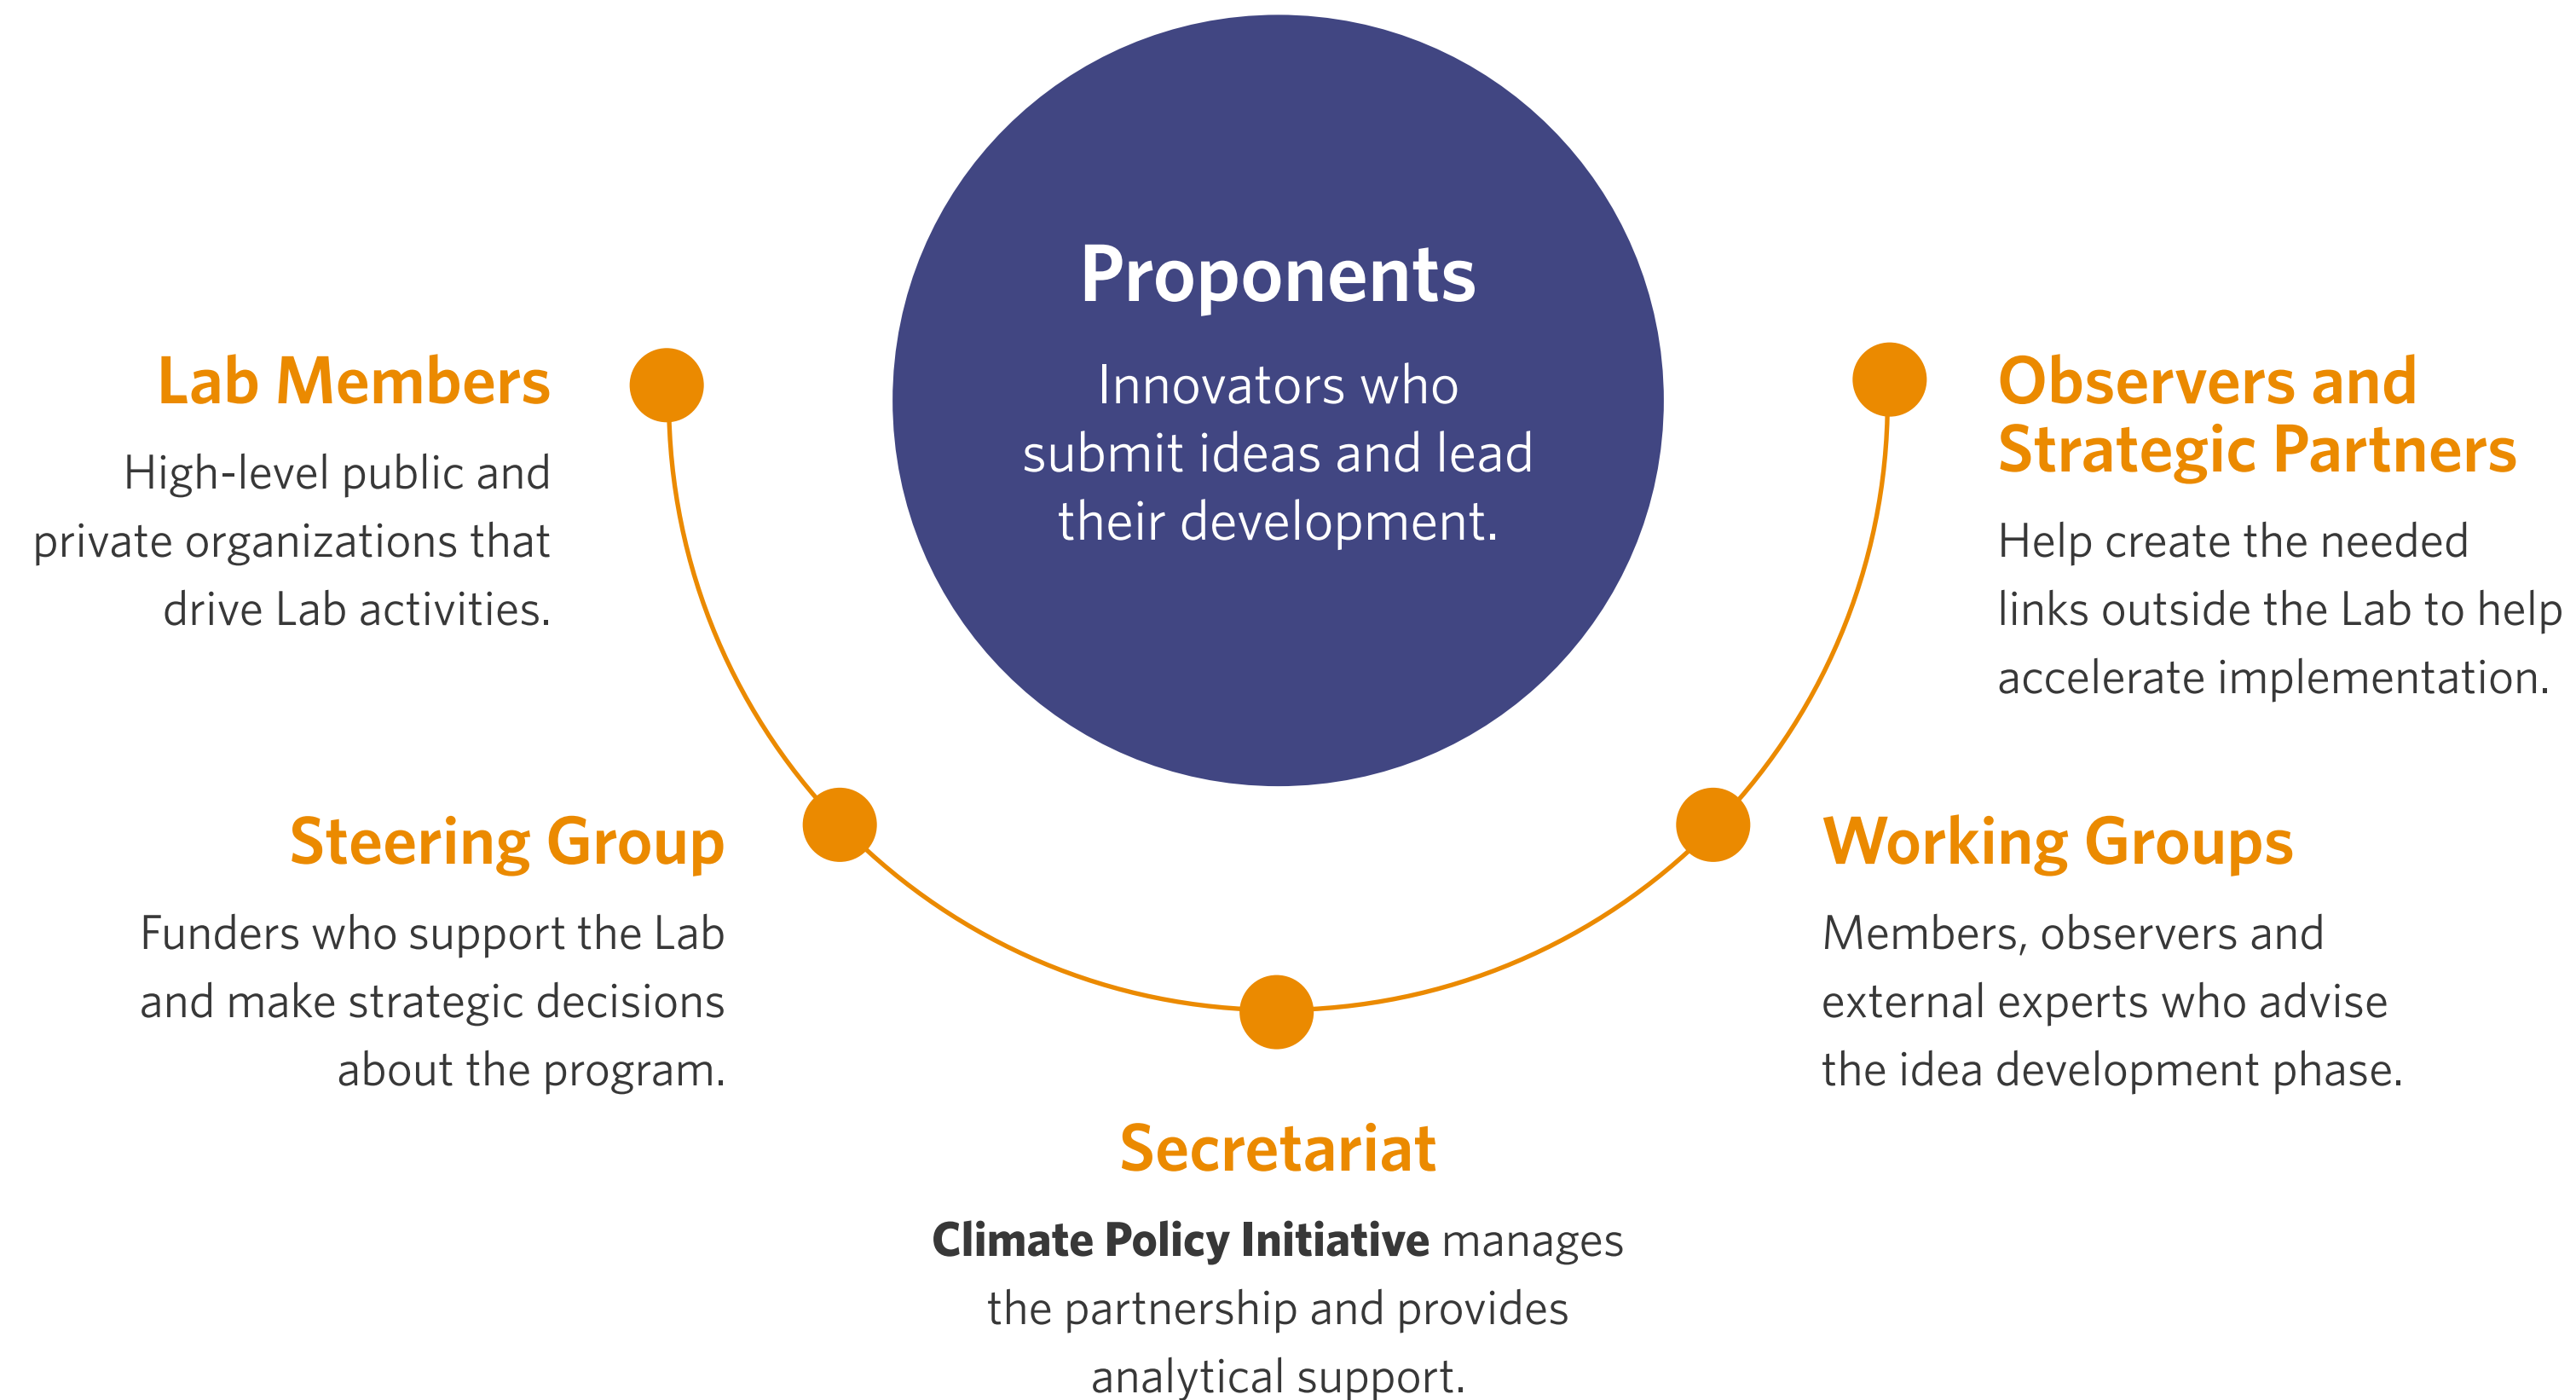 Proponents
Innovators who
submit ideas and lead
their development.
Lab Members
High-level public and
private organizations that
drive Lab activities.
Steering Group
Funders who support the Lab
and make strategic decisions
about the program.
Secretariat
Climate Policy Initiative manages
the partnership and provides
analytical support.
Working Groups
Members, observers and
external experts who advise
the idea development phase.
Observers and
Strategic Partners
Help create the needed
links outside the Lab to help
accelerate implementation.